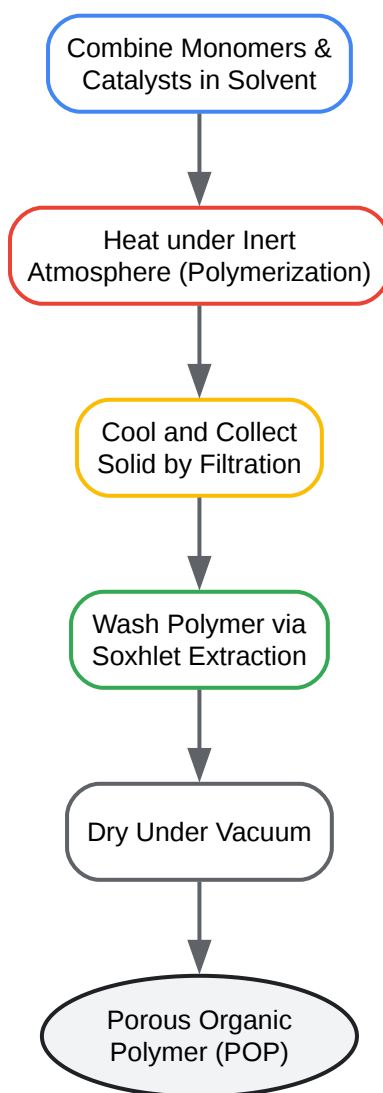 Combine Monomers &
Catalysts in Solvent
Heat under Inert
Atmosphere (Polymerization)
Cool and Collect
Solid by Filtration
Wash Polymer via
Soxhlet Extraction
Dry Under Vacuum
Porous Organic
Polymer (POP)